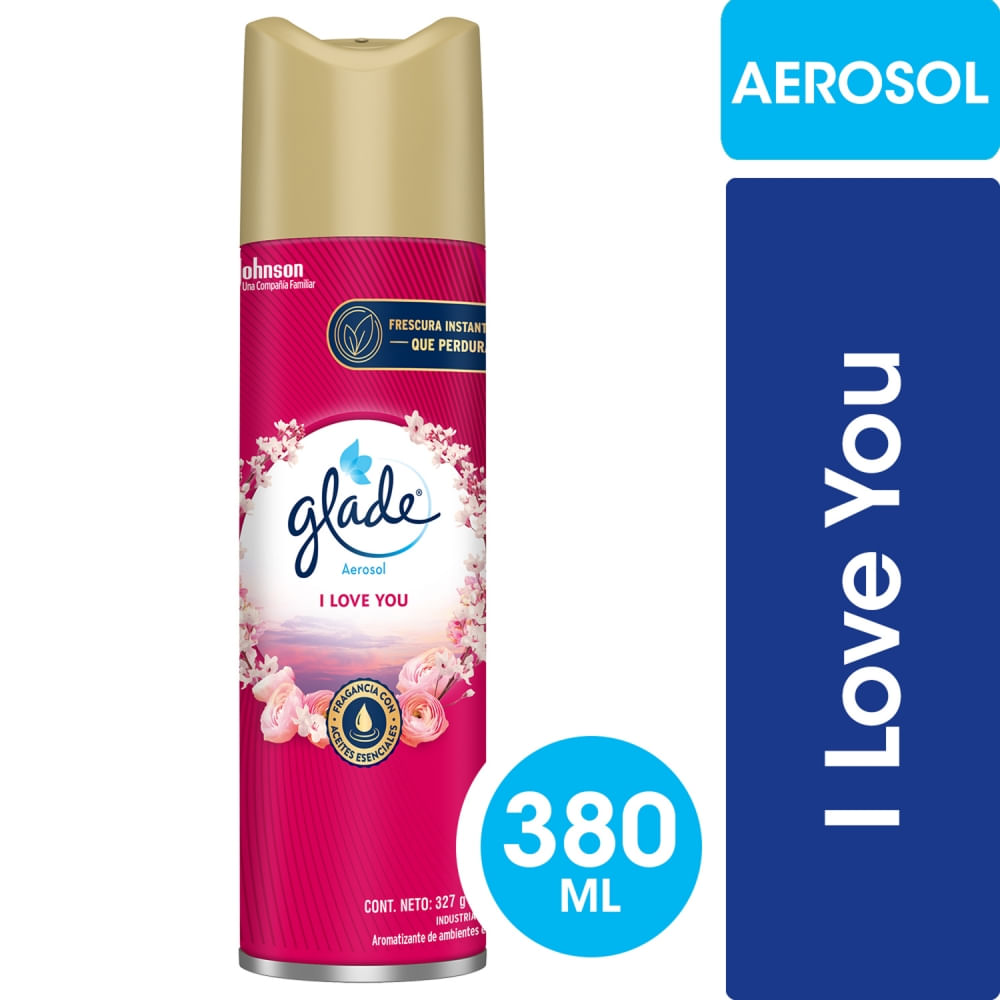 AEROSOL
I Love You
Johnson
Una Compañía Familiar
FRESCURA INSTANT
QUE PERDURA
glade®
Aerosol
I LOVE YOU
FRAGANCIA CON
ACEITES ESENCIALES
380
ML
CONT. NETO: 327 g
INDUSTRIA
Aromatizante de ambientes